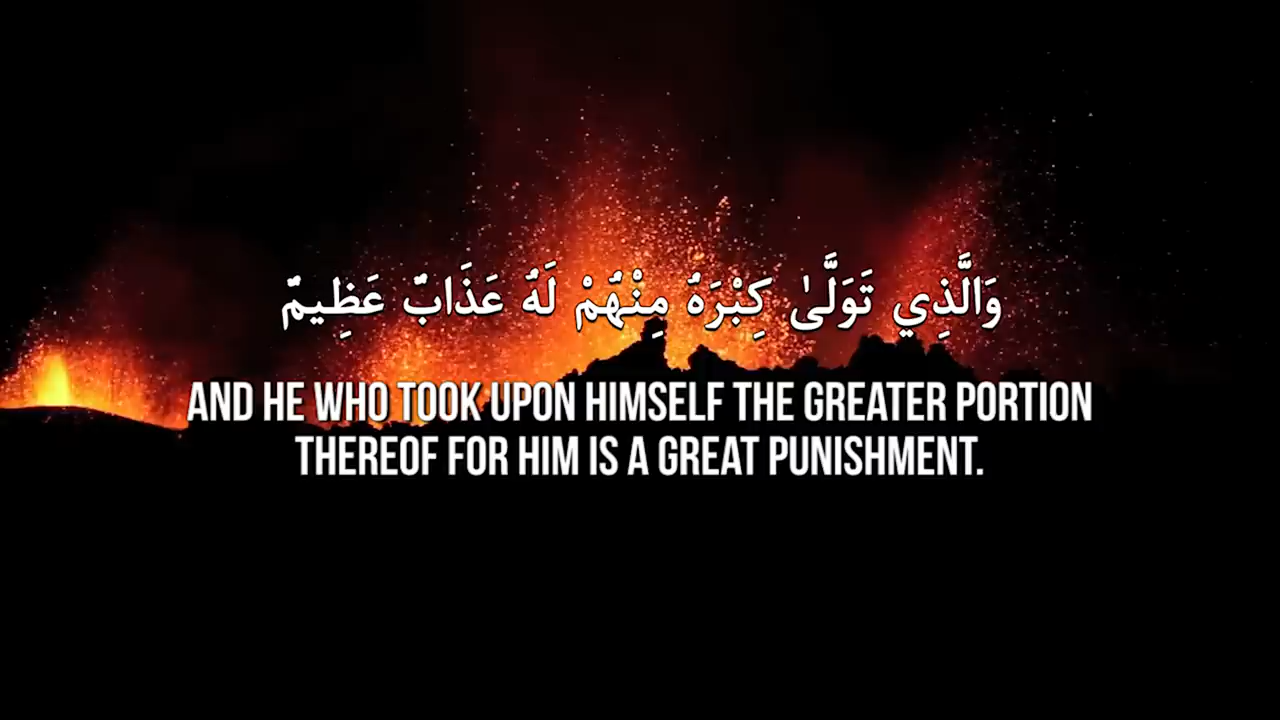 وَالَّذِي تَوَلَّىٰ كِبْرَهُ مِنْهُمْ لَهُ عَذَابٌ عَظِيمٌ
AND HE WHO TOOK UPON HIMSELF THE GREATER PORTION
THEREOF FOR HIM IS A GREAT PUNISHMENT.